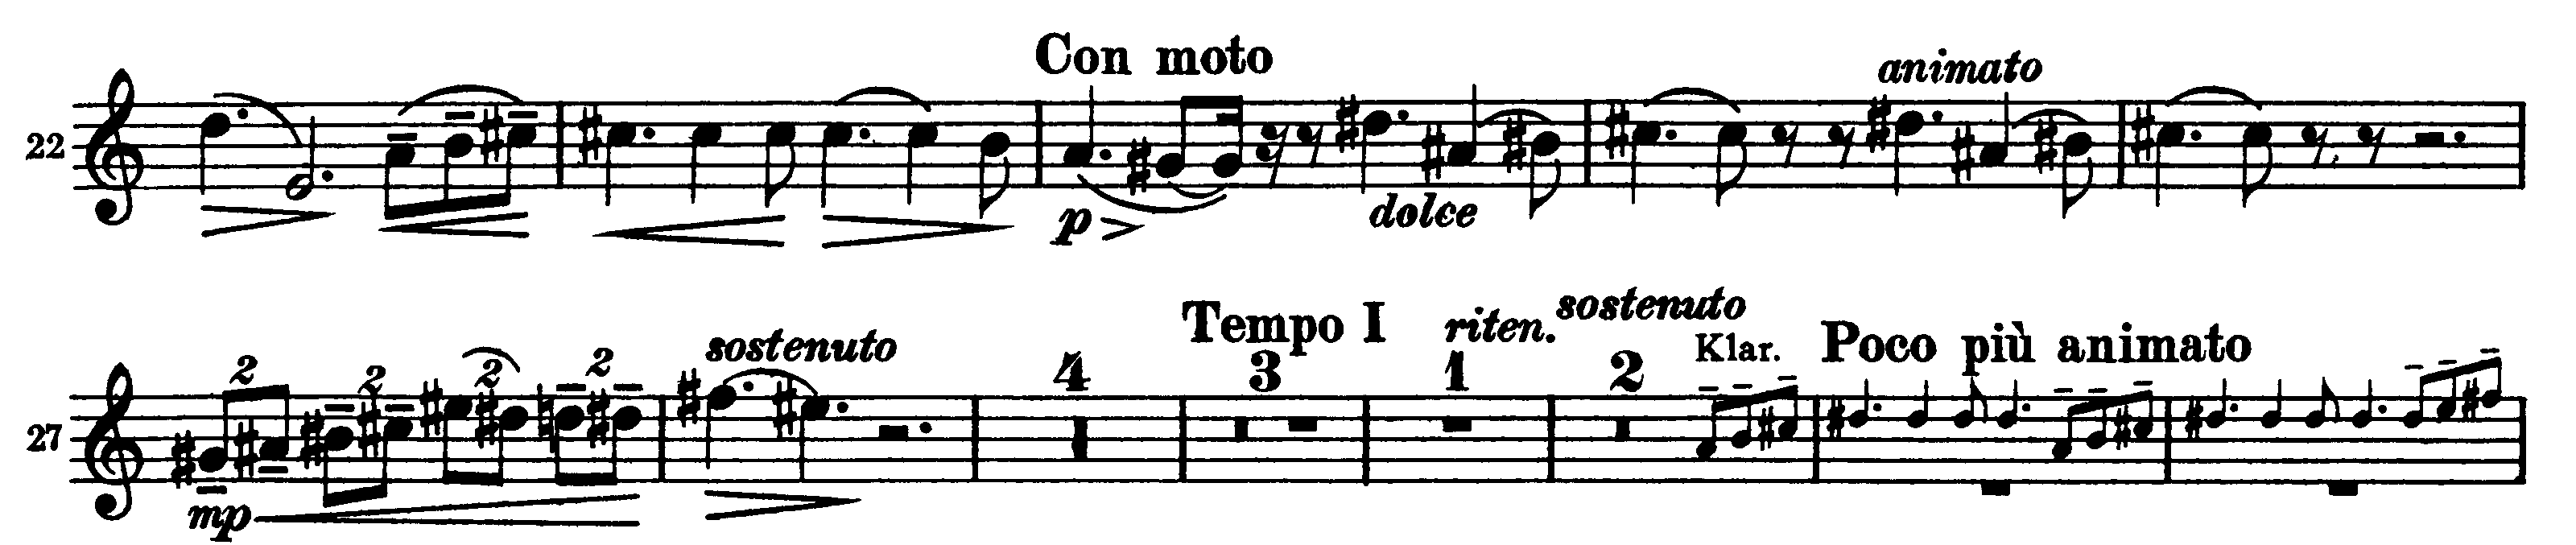 Con moto
animato
22
p dolce
Tempo I riten. sostenuto
sostenuto 4 3 1 2 Klar. Poco più animato
2 2 2 2
27
mp